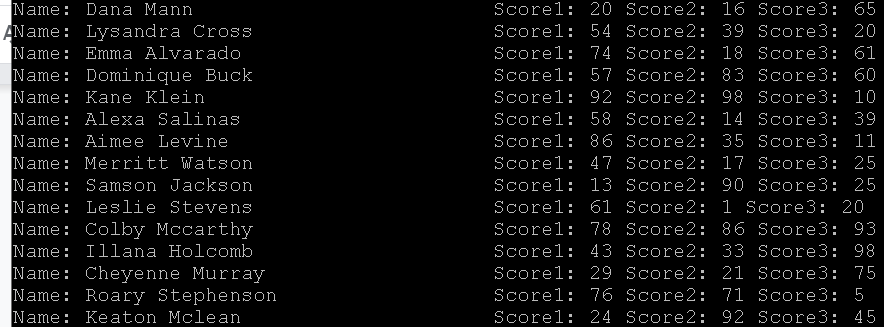 Name: Dana Mann Score1: 20 Score2: 16 Score3: 65
Name: Lysandra Cross Score1: 54 Score2: 39 Score3: 20
Name: Emma Alvarado Score1: 74 Score2: 18 Score3: 61
Name: Dominique Buck Score1: 57 Score2: 83 Score3: 60
Name: Kane Klein Score1: 92 Score2: 98 Score3: 10
Name: Alexa Salinas Score1: 58 Score2: 14 Score3: 39
Name: Aimee Levine Score1: 86 Score2: 35 Score3: 11
Name: Merritt Watson Score1: 47 Score2: 17 Score3: 25
Name: Samson Jackson Score1: 13 Score2: 90 Score3: 25
Name: Leslie Stevens Score1: 61 Score2: 1 Score3: 20
Name: Colby Mccarthy Score1: 78 Score2: 86 Score3: 93
Name: Illana Holcomb Score1: 43 Score2: 33 Score3: 98
Name: Cheyenne Murray Score1: 29 Score2: 21 Score3: 75
Name: Roary Stephenson Score1: 76 Score2: 71 Score3: 5
Name: Keaton Mclean Score1: 24 Score2: 92 Score3: 45